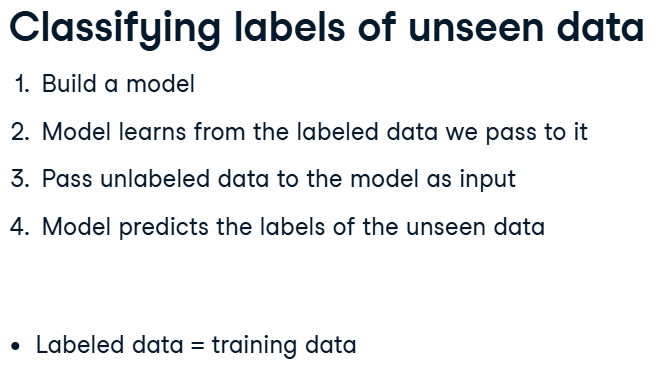 Classifying labels of unseen data
1. Build a model
2. Model learns from the labeled data we pass to it
3. Pass unlabeled data to the model as input
4. Model predicts the labels of the unseen data
• Labeled data = training data